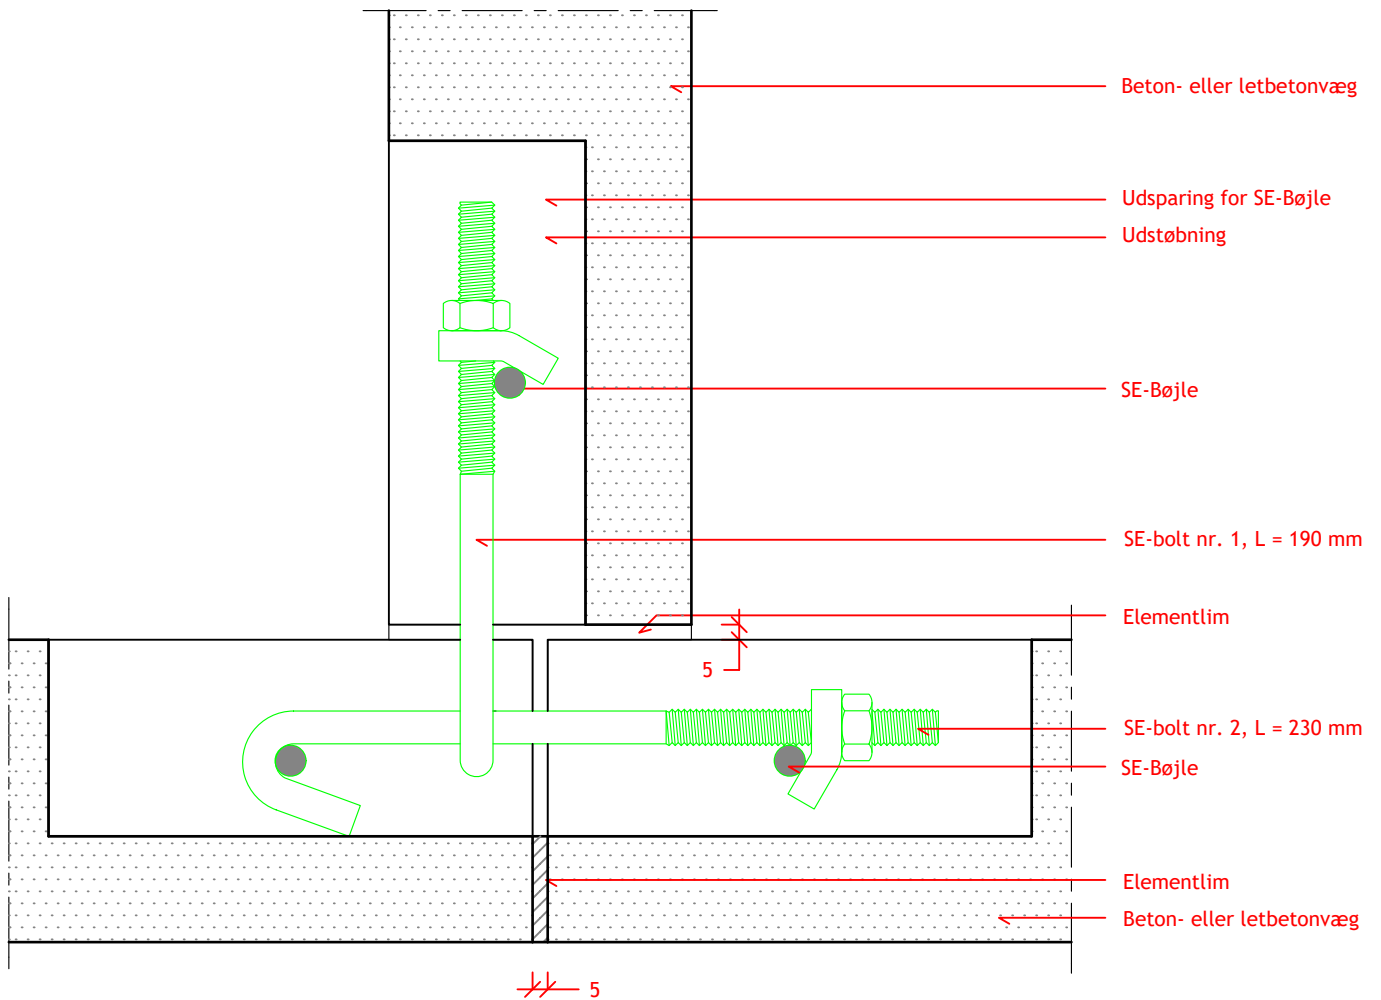 Beton- eller letbetonvæg
Udsparing for SE-Bøjle
Udstøbning
SE-Bøjle
SE-bolt nr. 1, L = 190 mm
Elementlim
5
SE-bolt nr. 2, L = 230 mm
SE-Bøjle
Elementlim
Beton- eller letbetonvæg
5